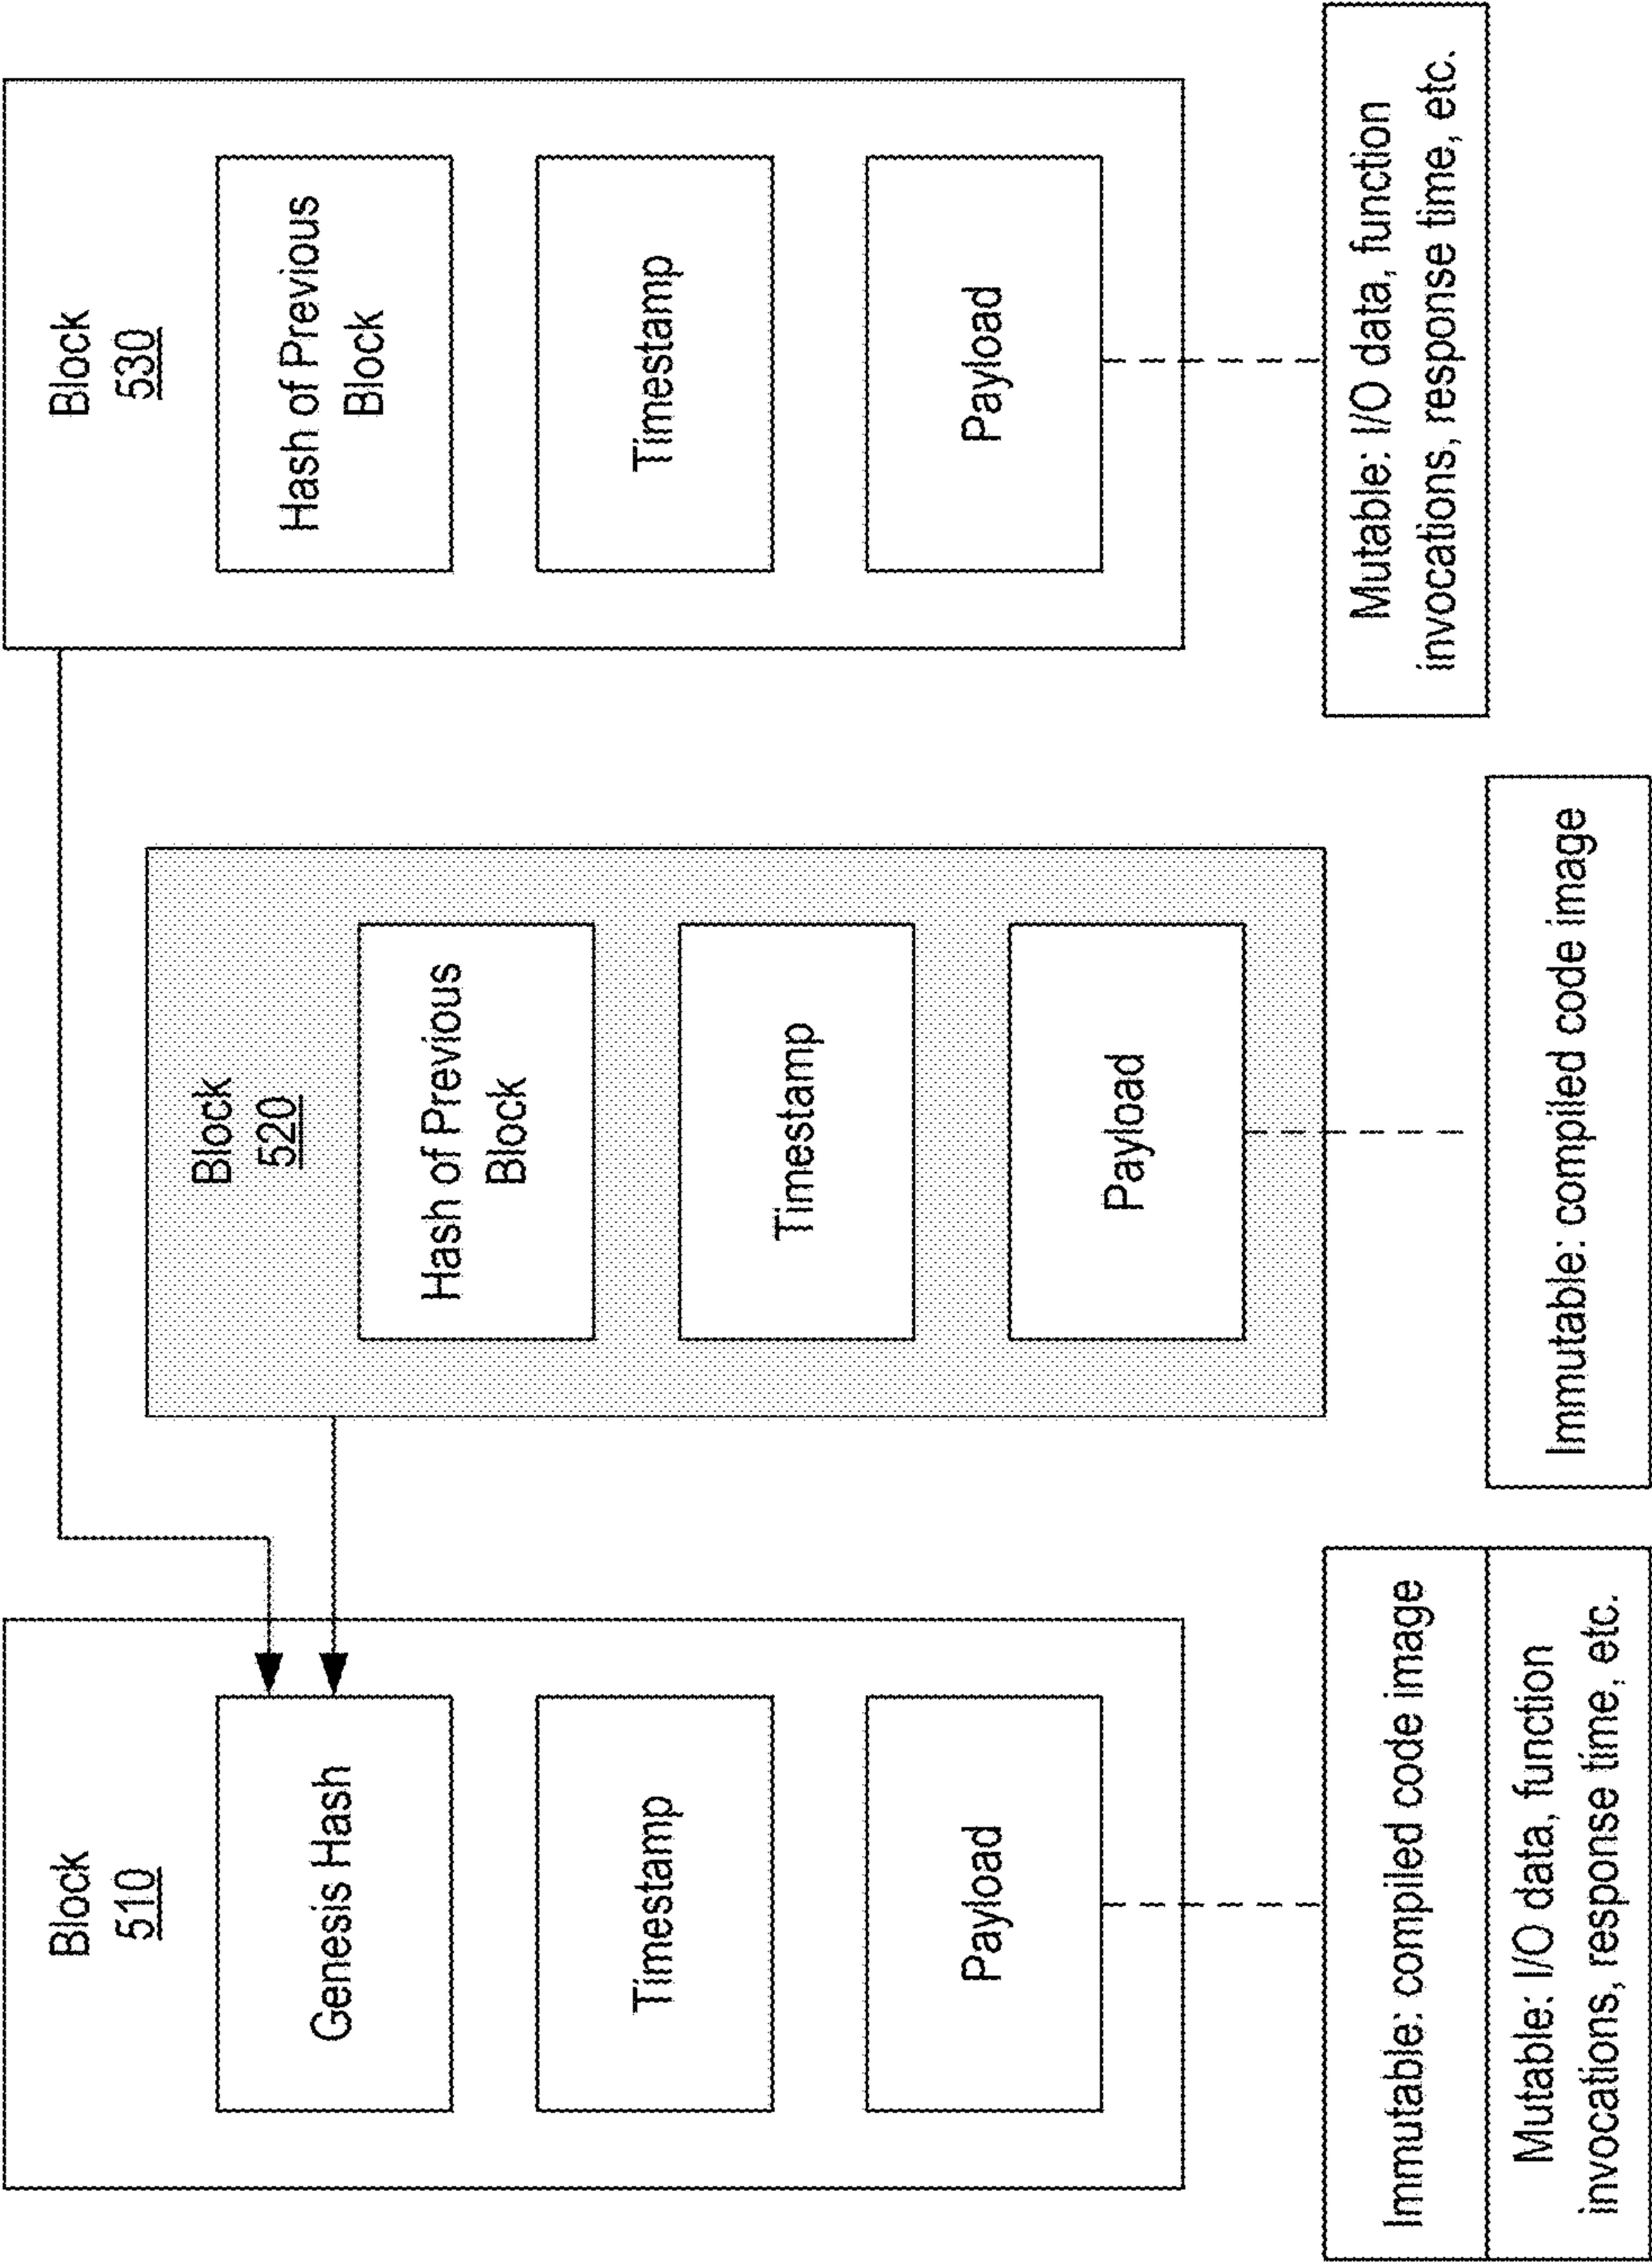 Block
510
Genesis Hash
Timestamp
Payload
Immutable: compiled code image
Mutable: I/O data, function
invocations, response time, etc.
Block
520
Hash of Previous
Block
Timestamp
Payload
Immutable: compiled code image
Block
530
Hash of Previous
Block
Timestamp
Payload
Mutable: I/O data, function
invocations, response time, etc.